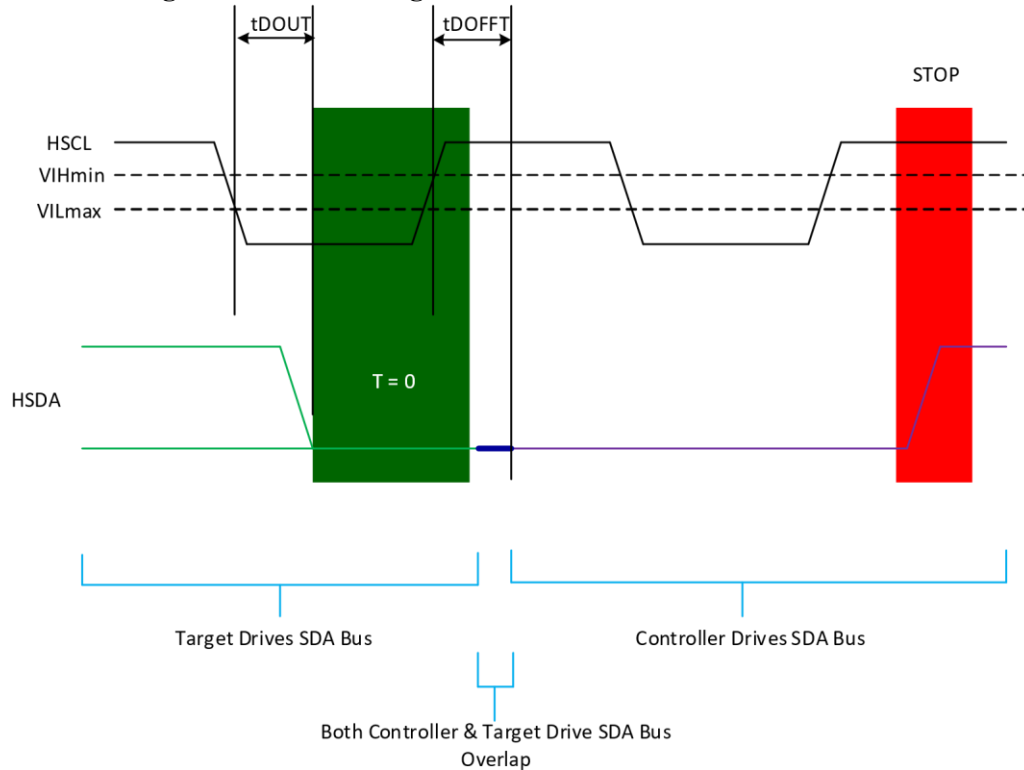 tDOUT
tDOFFT
STOP
HSCL
VIHmin
VILmax
T = 0
HSDA
Target Drives SDA Bus
Controller Drives SDA Bus
Both Controller & Target Drive SDA Bus
Overlap